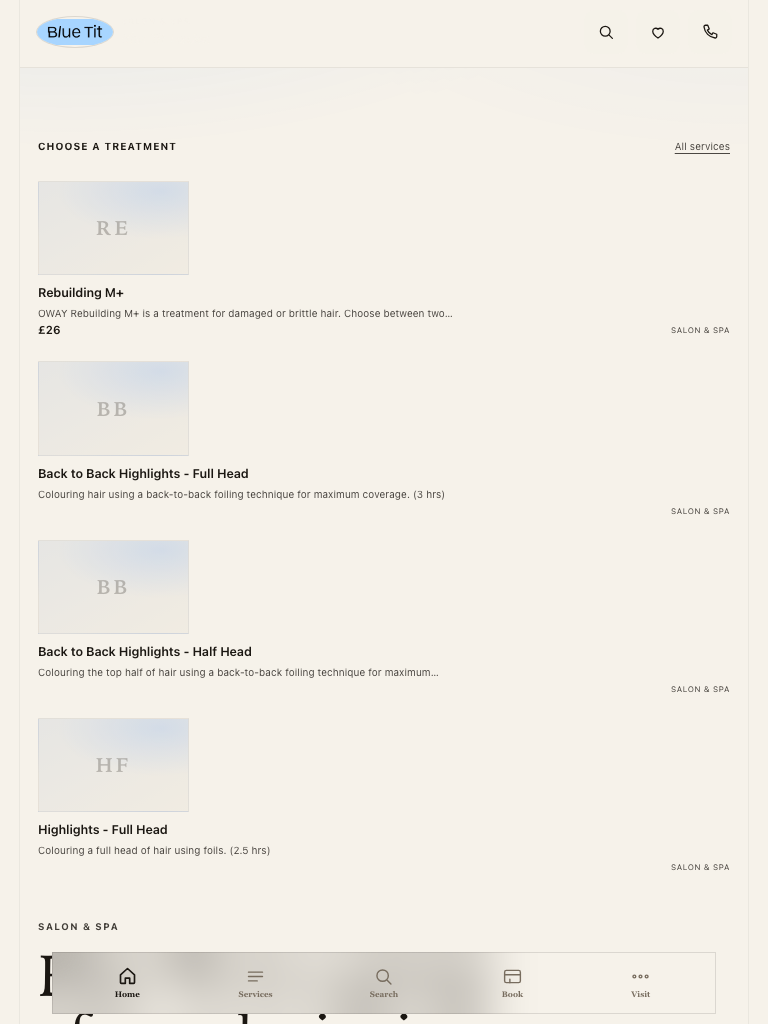 Blue Tit
CHOOSE A TREATMENT
All services
RE
Rebuilding M+
OWAY Rebuilding M+ is a treatment for damaged or brittle hair. Choose between two...
£26
SALON & SPA
BB
Back to Back Highlights - Full Head
Colouring hair using a back-to-back foiling technique for maximum coverage. (3 hrs)
SALON & SPA
BB
Back to Back Highlights - Half Head
Colouring the top half of hair using a back-to-back foiling technique for maximum...
SALON & SPA
HF
Highlights - Full Head
Colouring a full head of hair using foils. (2.5 hrs)
SALON & SPA
SALON & SPA
Home
Services
Search
Book
Visit